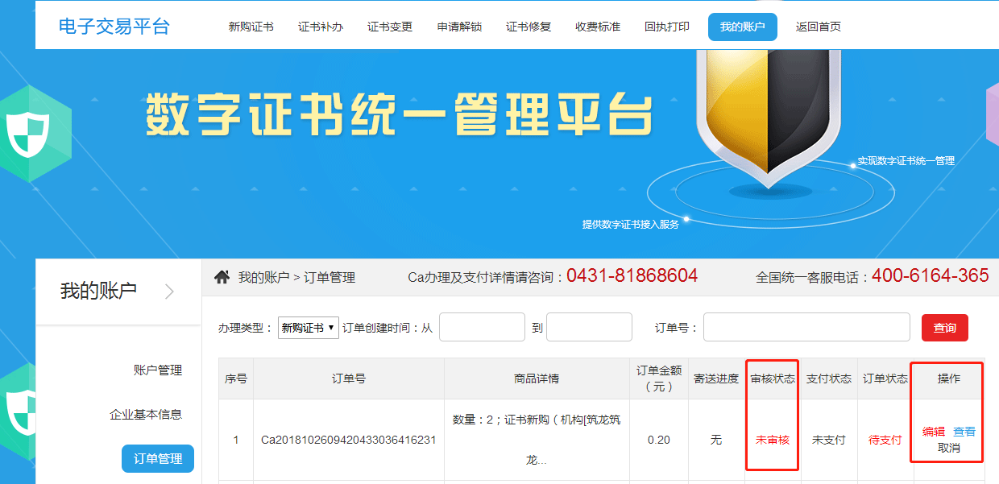 电子交易平台 新购证书 证书补办 证书变更 申请解锁 证书修复 收费标准 回执打印 我的账户 返回首页
数字证书统一管理平台
实现数字证书统一管理
提供数字证书接入服务
我的账户
我的账户 > 订单管理 Ca办理及支付详情请咨询：0431-81868604 全国统一客服电话：400-6164-365
办理类型： 新购证书 订单创建时间：从 到 订单号： 查询
账户管理
企业基本信息
订单管理
序号 订单号 商品详情 订单金额（元） 寄送进度 审核状态 支付状态 订单状态 操作
1 Ca2018102609420433036416231 数量：2；证书新购（机构[筑龙筑龙... 0.20 无 未审核 未支付 待支付 编辑 查看 取消